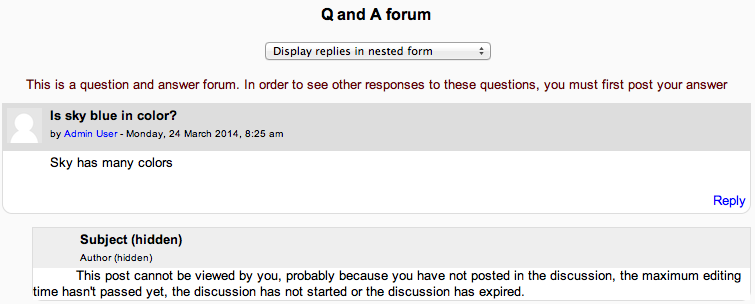 Q and A forum
Display replies in nested form
This is a question and answer forum. In order to see other responses to these questions, you must first post your answer
Is sky blue in color?
by Admin User - Monday, 24 March 2014, 8:25 am
Sky has many colors
Reply
Subject (hidden)
Author (hidden)
This post cannot be viewed by you, probably because you have not posted in the discussion, the maximum editing
time hasn't passed yet, the discussion has not started or the discussion has expired.